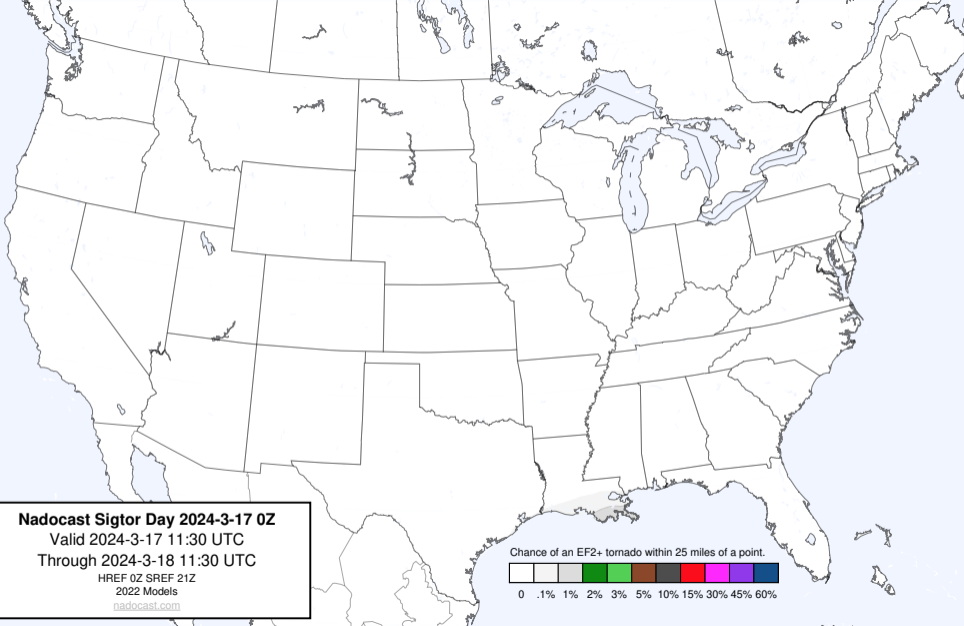 Nadocast Sigtor Day 2024-3-17 0Z
Valid 2024-3-17 11:30 UTC
Through 2024-3-18 11:30 UTC
HREF 0Z SREF 21Z
2022 Models
nadocast.com
Chance of an EF2+ tornado within 25 miles of a point.
0 .1% 1% 2% 3% 5% 10% 15% 30% 45% 60%